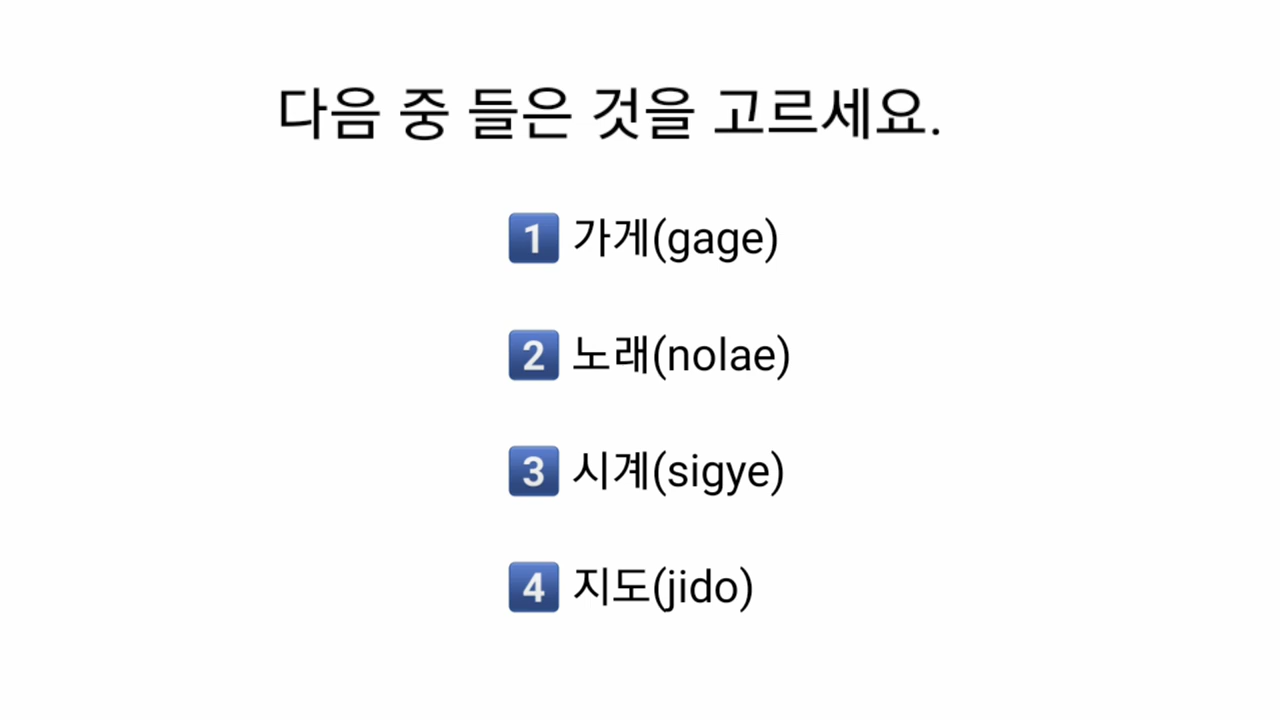 다음 중 들은 것을 고르세요.
1 가게(gage)
2 노래(nolae)
3 시계(sigye)
4 지도(jido)